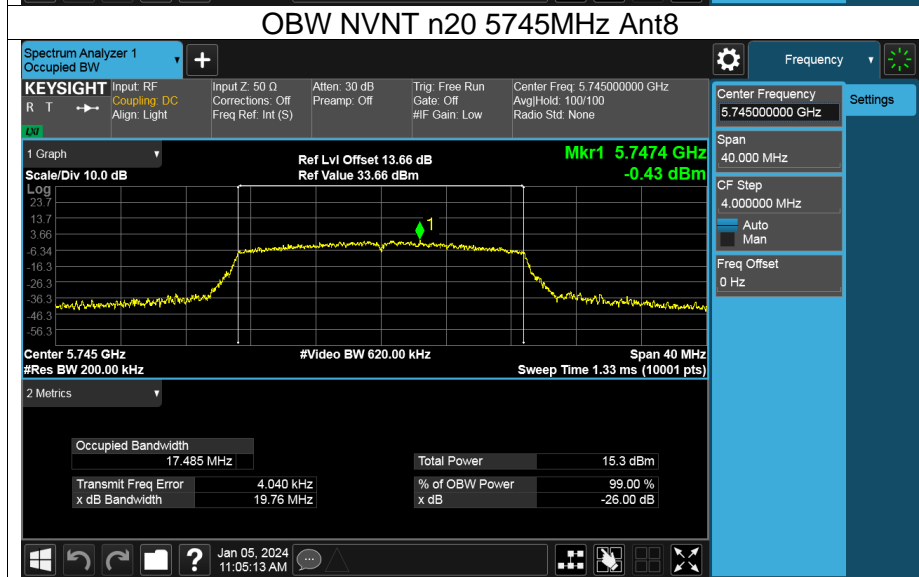 OBW NVNT n20 5745MHz Ant8
Spectrum Analyzer 1
Occupied BW
Frequency
KEYSIGHT
R T
LXI
Input: RF
Coupling: DC
Align: Light
Input Z: 50 Ω
Corrections: Off
Freq Ref: Int (S)
Atten: 30 dB
Preamp: Off
Trig: Free Run
Gate: Off
#IF Gain: Low
Center Freq: 5.745000000 GHz
Avg|Hold: 100/100
Radio Std: None
Center Frequency
5.745000000 GHz
Settings
Span
40.000 MHz
CF Step
4.000000 MHz
Auto
Man
Freq Offset
0 Hz
1 Graph
Scale/Div 10.0 dB
Ref Lvl Offset 13.66 dB
Ref Value 33.66 dBm
Mkr1 5.7474 GHz
-0.43 dBm
Log
23.7
13.7
3.66
-6.34
-16.3
-26.3
-36.3
-46.3
-56.3
1
Center 5.745 GHz
#Video BW 620.00 kHz
Span 40 MHz
#Res BW 200.00 kHz
Sweep Time 1.33 ms (10001 pts)
2 Metrics
Occupied Bandwidth
17.485 MHz
Total Power 15.3 dBm
Transmit Freq Error 4.040 kHz
% of OBW Power 99.00 %
x dB Bandwidth 19.76 MHz
x dB -26.00 dB
?
Jan 05, 2024
11:05:13 AM